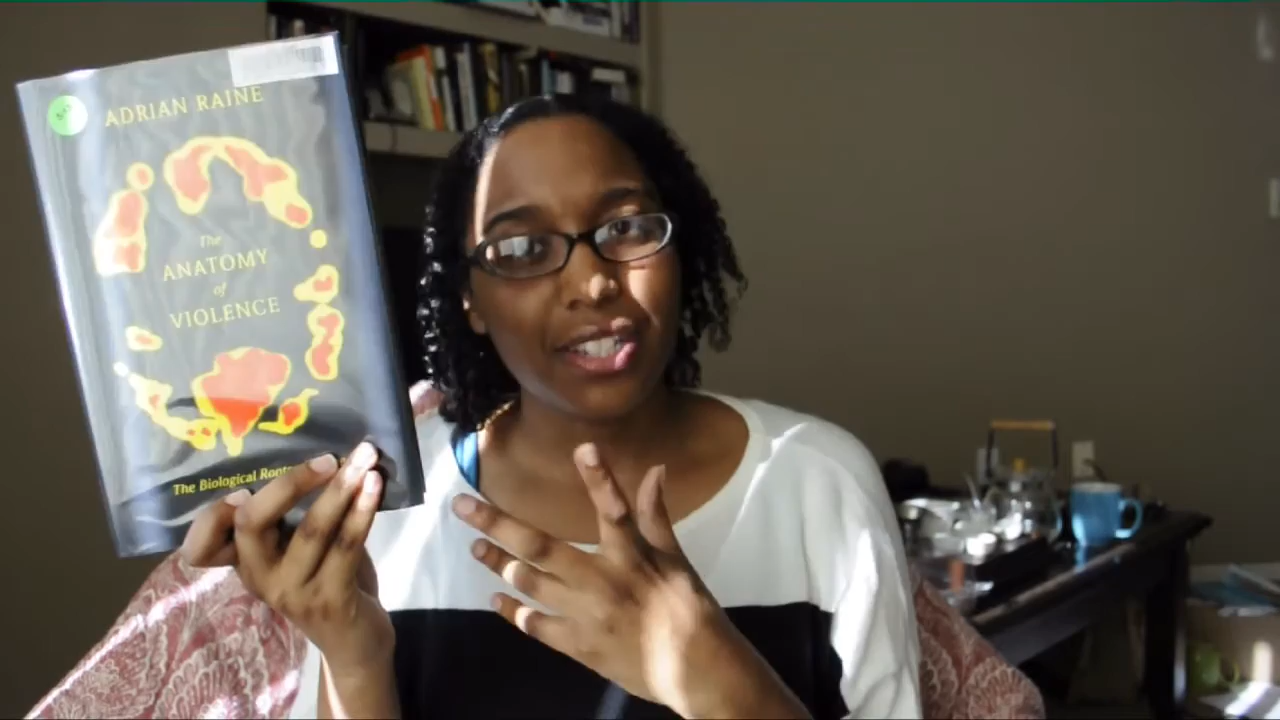 ADRIAN RAINE
The
ANATOMY
of
VIOLENCE
The Biological Roots